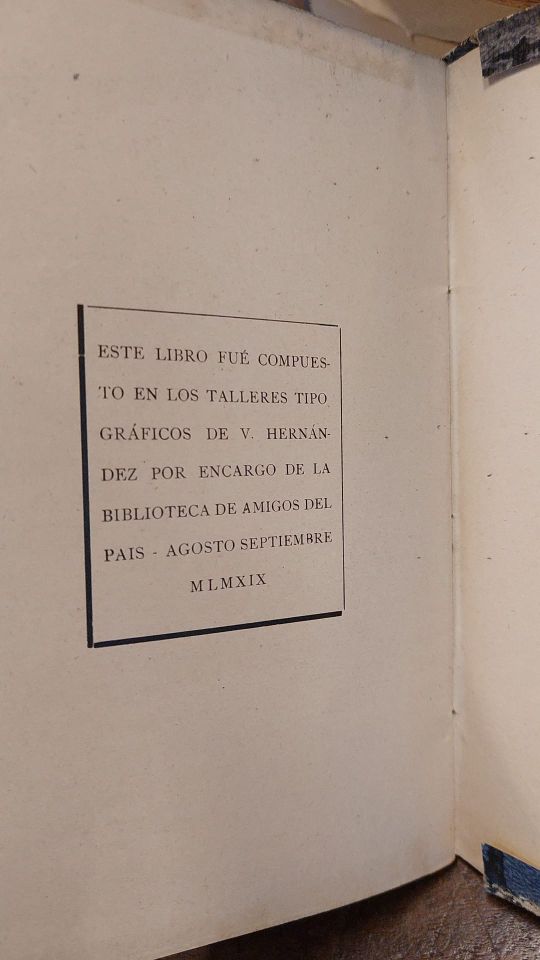 ESTE LIBRO FUÉ COMPUES-
TO EN LOS TALLERES TIPO
GRÁFICOS DE V. HERNÁN-
DEZ POR ENCARGO DE LA
BIBLIOTECA DE AMIGOS DEL
PAIS - AGOSTO SEPTIEMBRE
MLMXIX